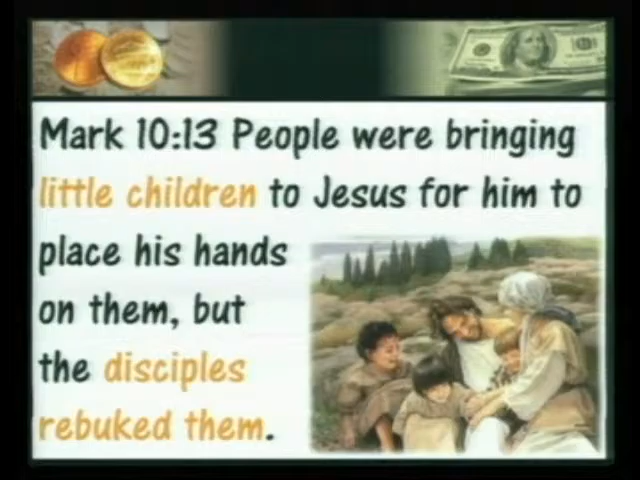 Mark 10:13 People were bringing
little children to Jesus for him to
place his hands
on them, but
the disciples
rebuked them.